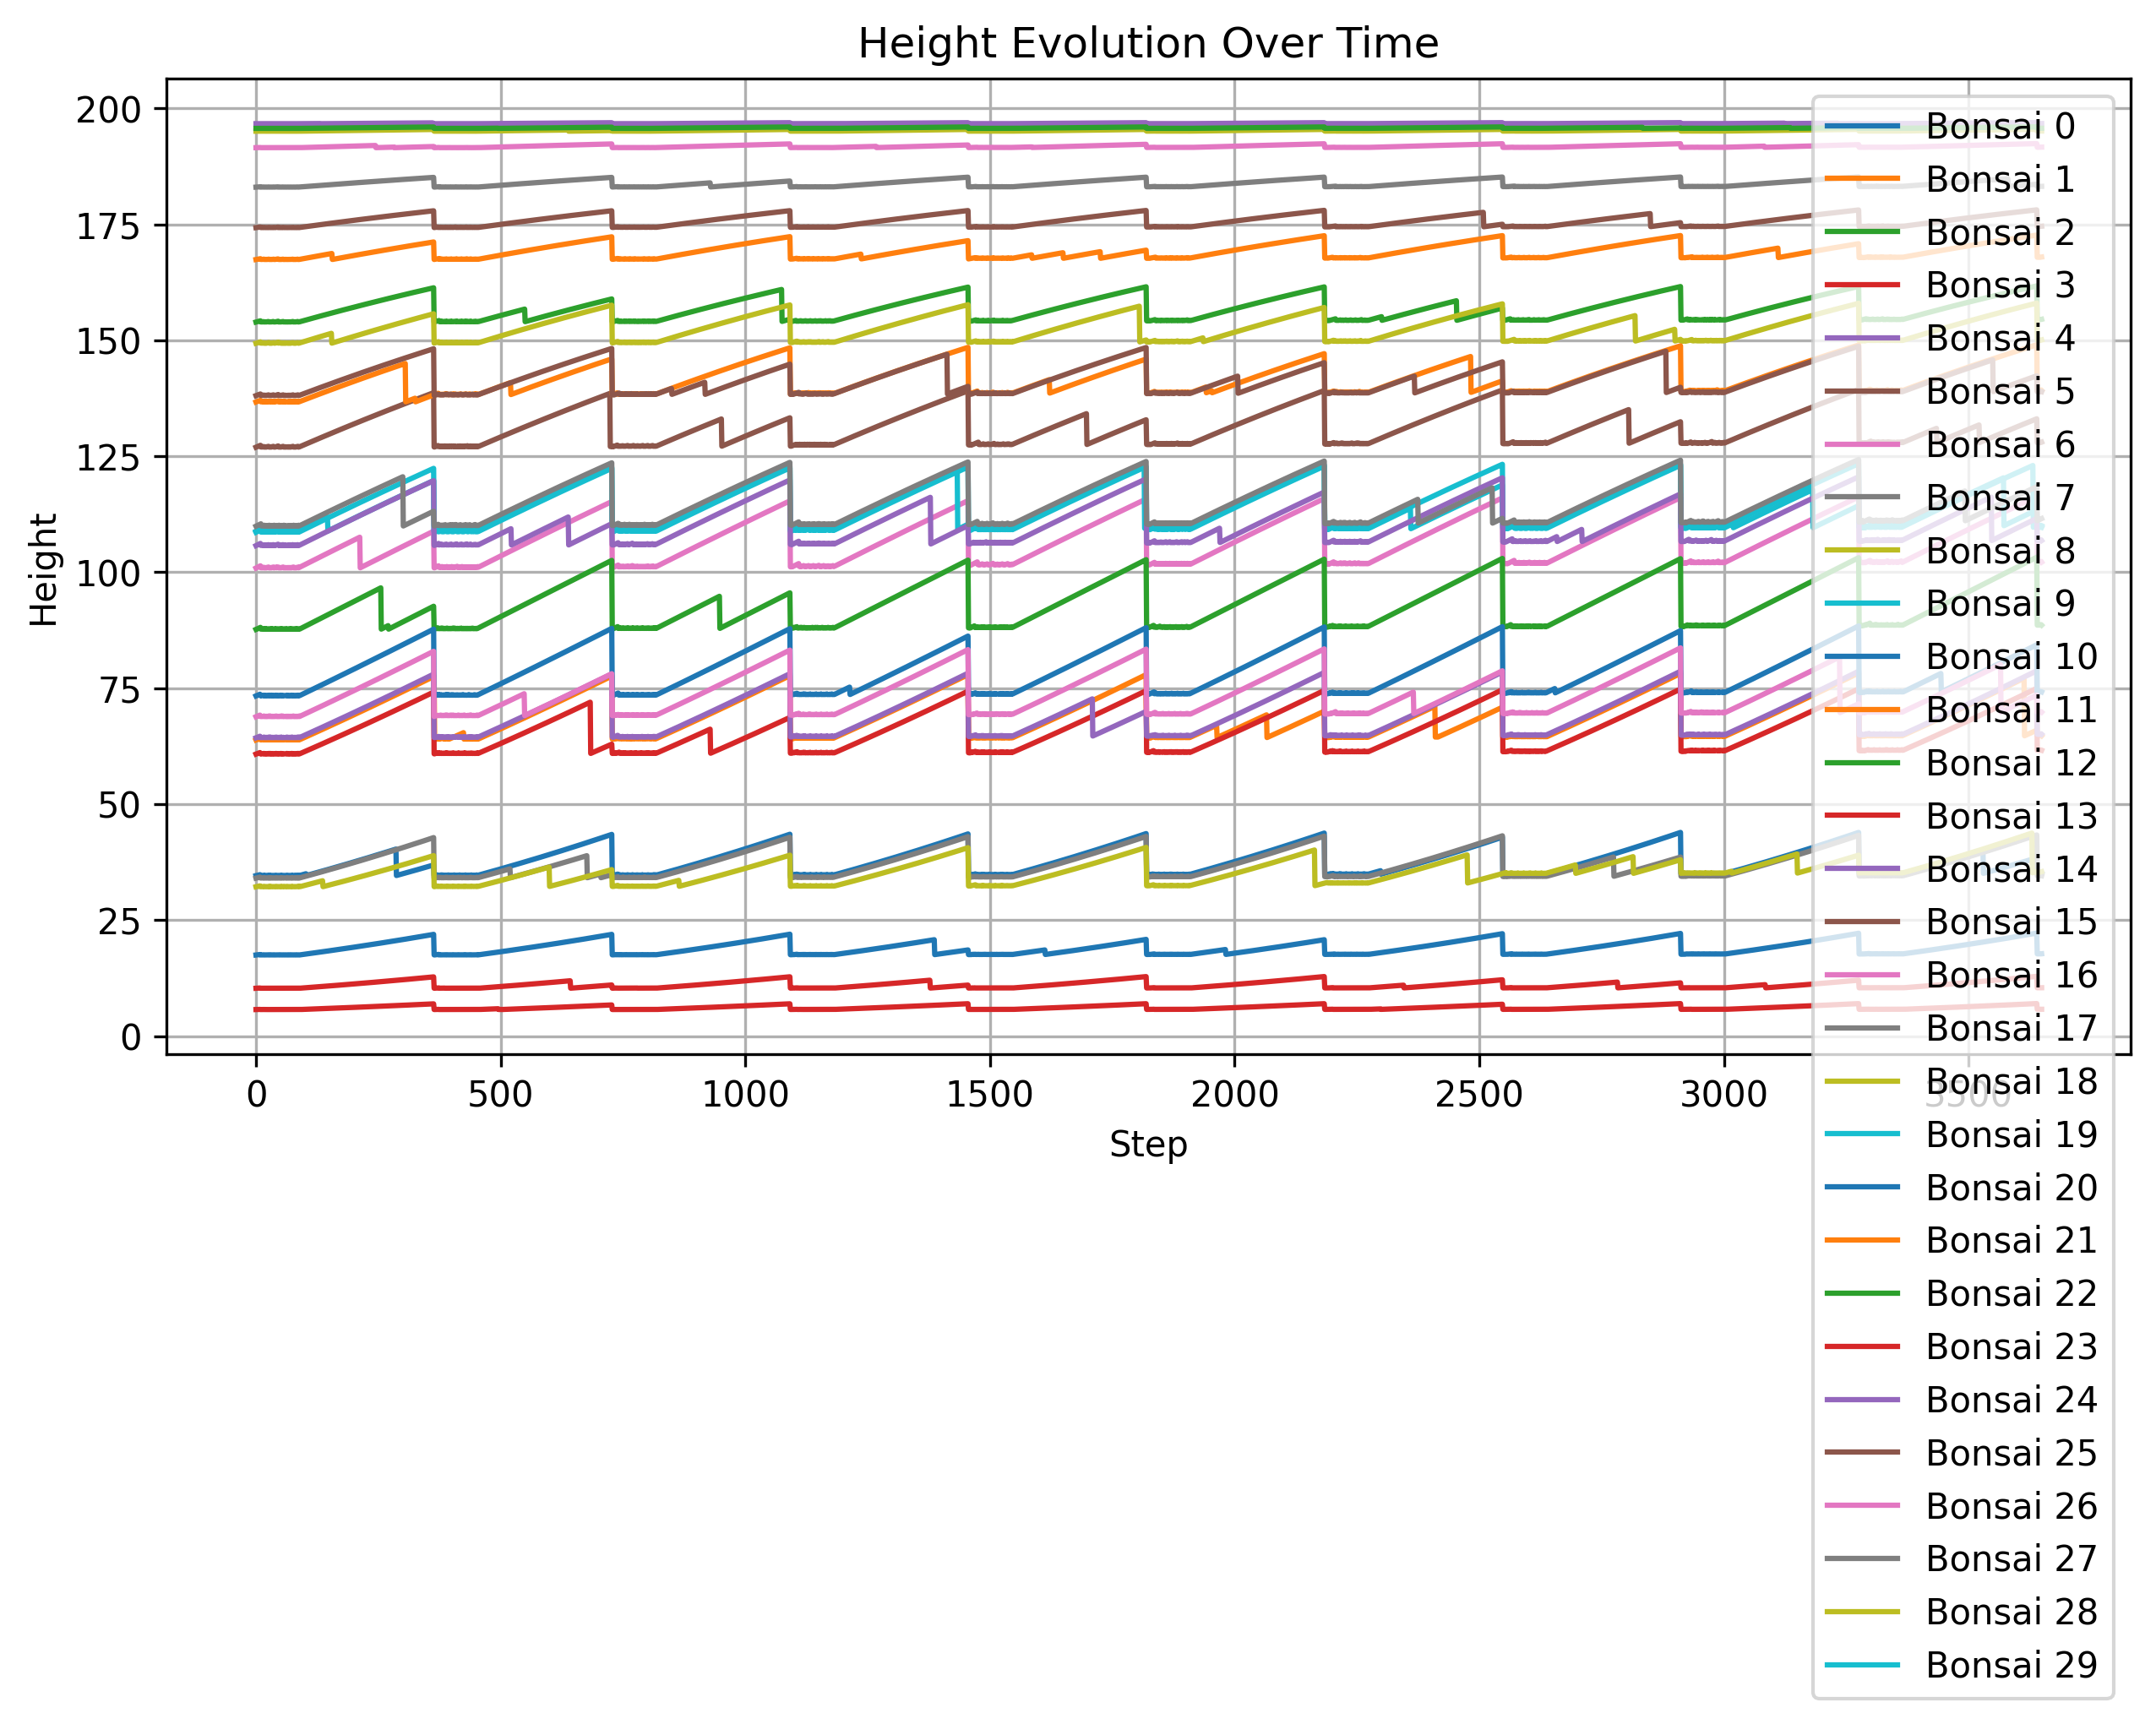 Height Evolution Over Time
200
175
150
125
100
75
50
25
0
Height
0 500 1000 1500 2000 2500 3000 3500
Step
Bonsai 0
Bonsai 1
Bonsai 2
Bonsai 3
Bonsai 4
Bonsai 5
Bonsai 6
Bonsai 7
Bonsai 8
Bonsai 9
Bonsai 10
Bonsai 11
Bonsai 12
Bonsai 13
Bonsai 14
Bonsai 15
Bonsai 16
Bonsai 17
Bonsai 18
Bonsai 19
Bonsai 20
Bonsai 21
Bonsai 22
Bonsai 23
Bonsai 24
Bonsai 25
Bonsai 26
Bonsai 27
Bonsai 28
Bonsai 29